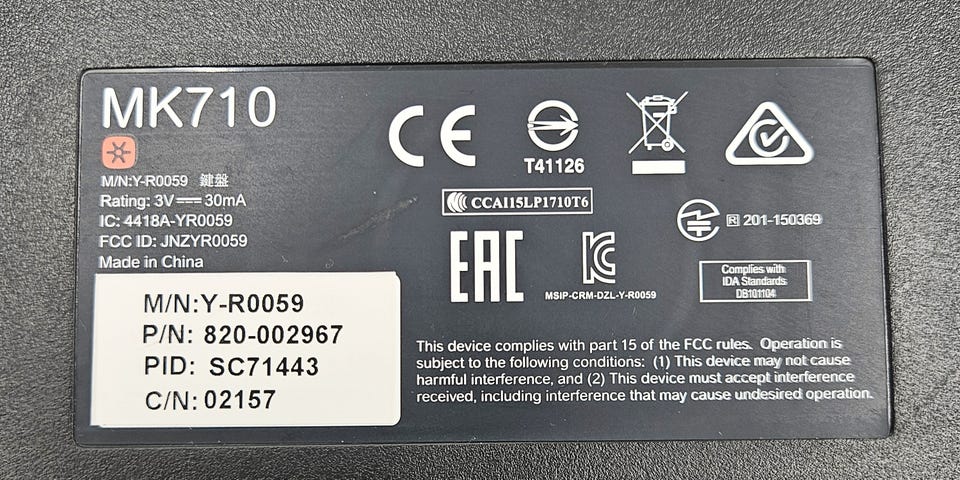 MK710
M/N:Y-R0059 鍵盤
Rating: 3V⎓30mA
IC: 4418A-YR0059
FCC ID: JNZYR0059
Made in China
M/N:Y-R0059
P/N: 820-002967
PID: SC71443
C/N: 02157
CE
T41126
CCAI15LP1710T6
R 201-150369
EAC
KC
MSIP-CRM-DZL-Y-R0059
Complies with
IDA Standards
DB101104
This device complies with part 15 of the FCC rules. Operation is
subject to the following conditions: (1) This device may not cause
harmful interference, and (2) This device must accept interference
received, including interference that may cause undesired operation.